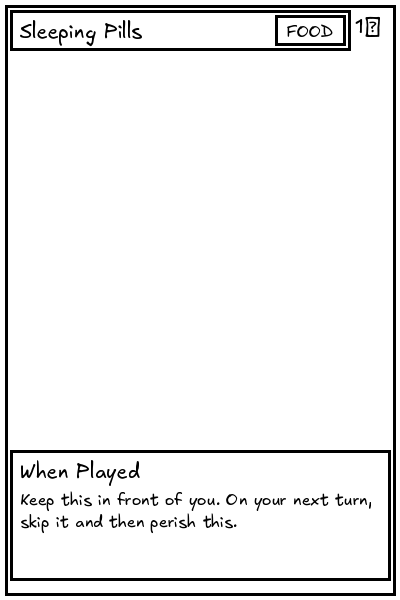 Sleeping Pills
FOOD
1
When Played
Keep this in front of you. On your next turn,
skip it and then perish this.